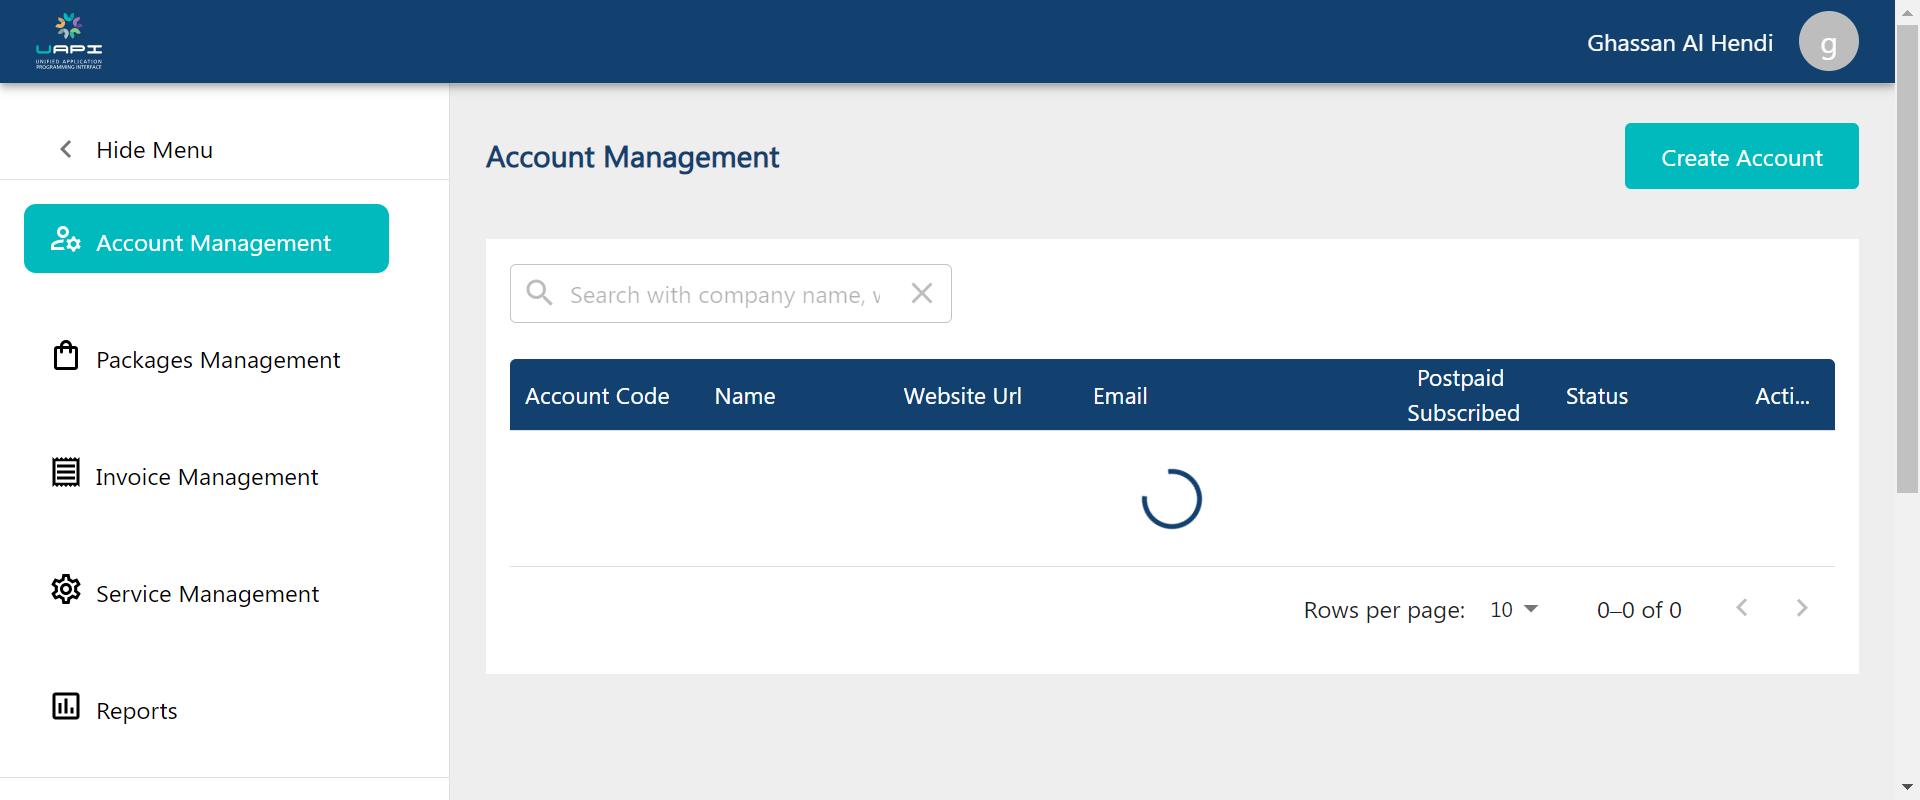 UAPI
UNIFIED APPLICATION
PROGRAMMING INTERFACE
Ghassan Al Hendi
g
Hide Menu
Account Management
Packages Management
Invoice Management
Service Management
Reports
Account Management
Create Account
Search with company name, v
Account Code Name Website Url Email Postpaid Subscribed Status Acti...
Rows per page: 10 0–0 of 0